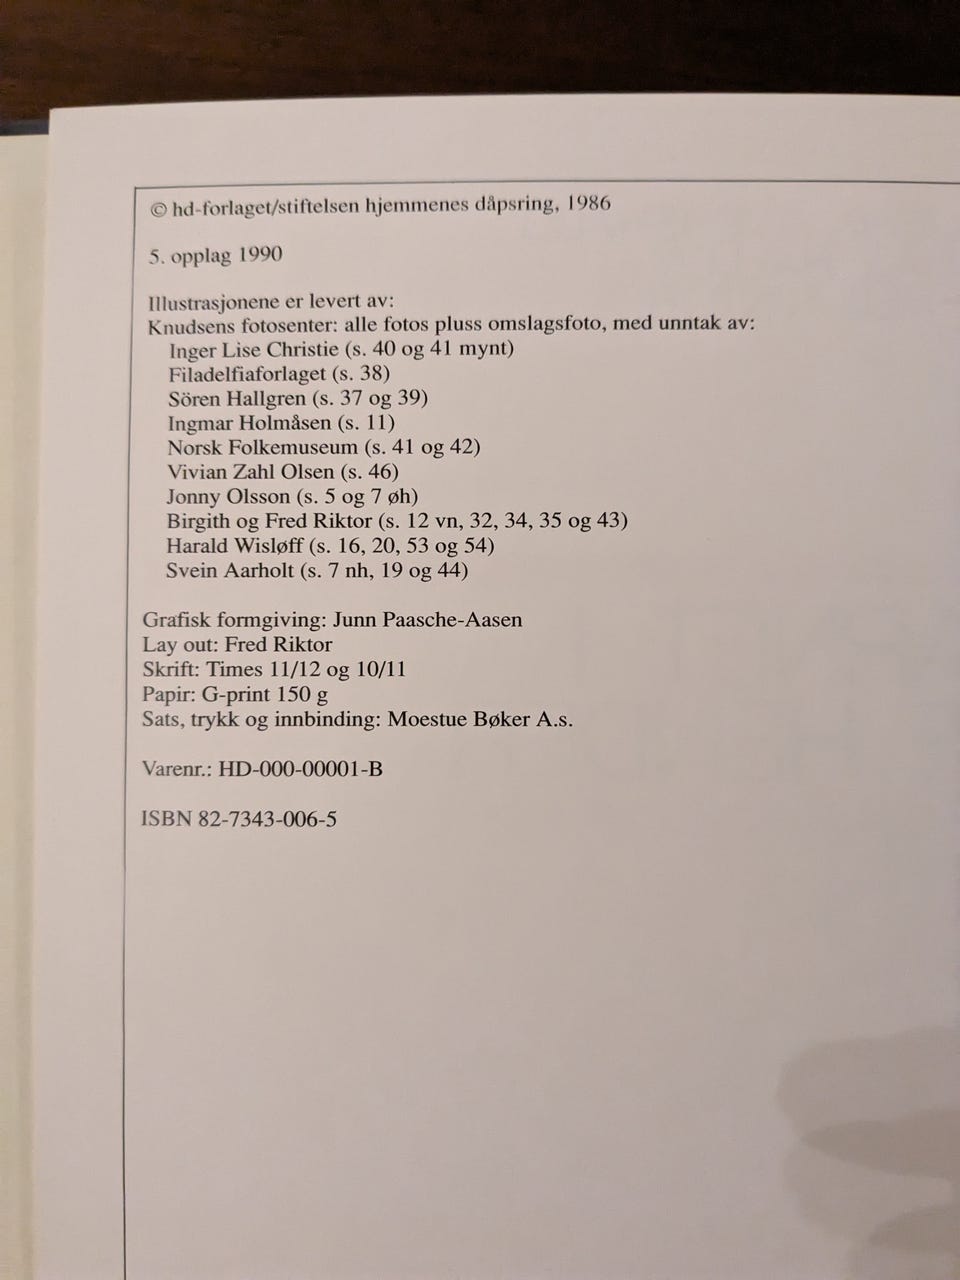 © hd-forlaget/stiftelsen hjemmenes dåpsring, 1986
5. opplag 1990
Illustrasjonene er levert av:
Knudsens fotosenter: alle fotos pluss omslagsfoto, med unntak av:
Inger Lise Christie (s. 40 og 41 mynt)
Filadelfiaforlaget (s. 38)
Sören Hallgren (s. 37 og 39)
Ingmar Holmåsen (s. 11)
Norsk Folkemuseum (s. 41 og 42)
Vivian Zahl Olsen (s. 46)
Jonny Olsson (s. 5 og 7 øh)
Birgith og Fred Riktor (s. 12 vn, 32, 34, 35 og 43)
Harald Wisløff (s. 16, 20, 53 og 54)
Svein Aarholt (s. 7 nh, 19 og 44)
Grafisk formgiving: Junn Paasche-Aasen
Lay out: Fred Riktor
Skrift: Times 11/12 og 10/11
Papir: G-print 150 g
Sats, trykk og innbinding: Moestue Bøker A.s.
Varenr.: HD-000-00001-B
ISBN 82-7343-006-5